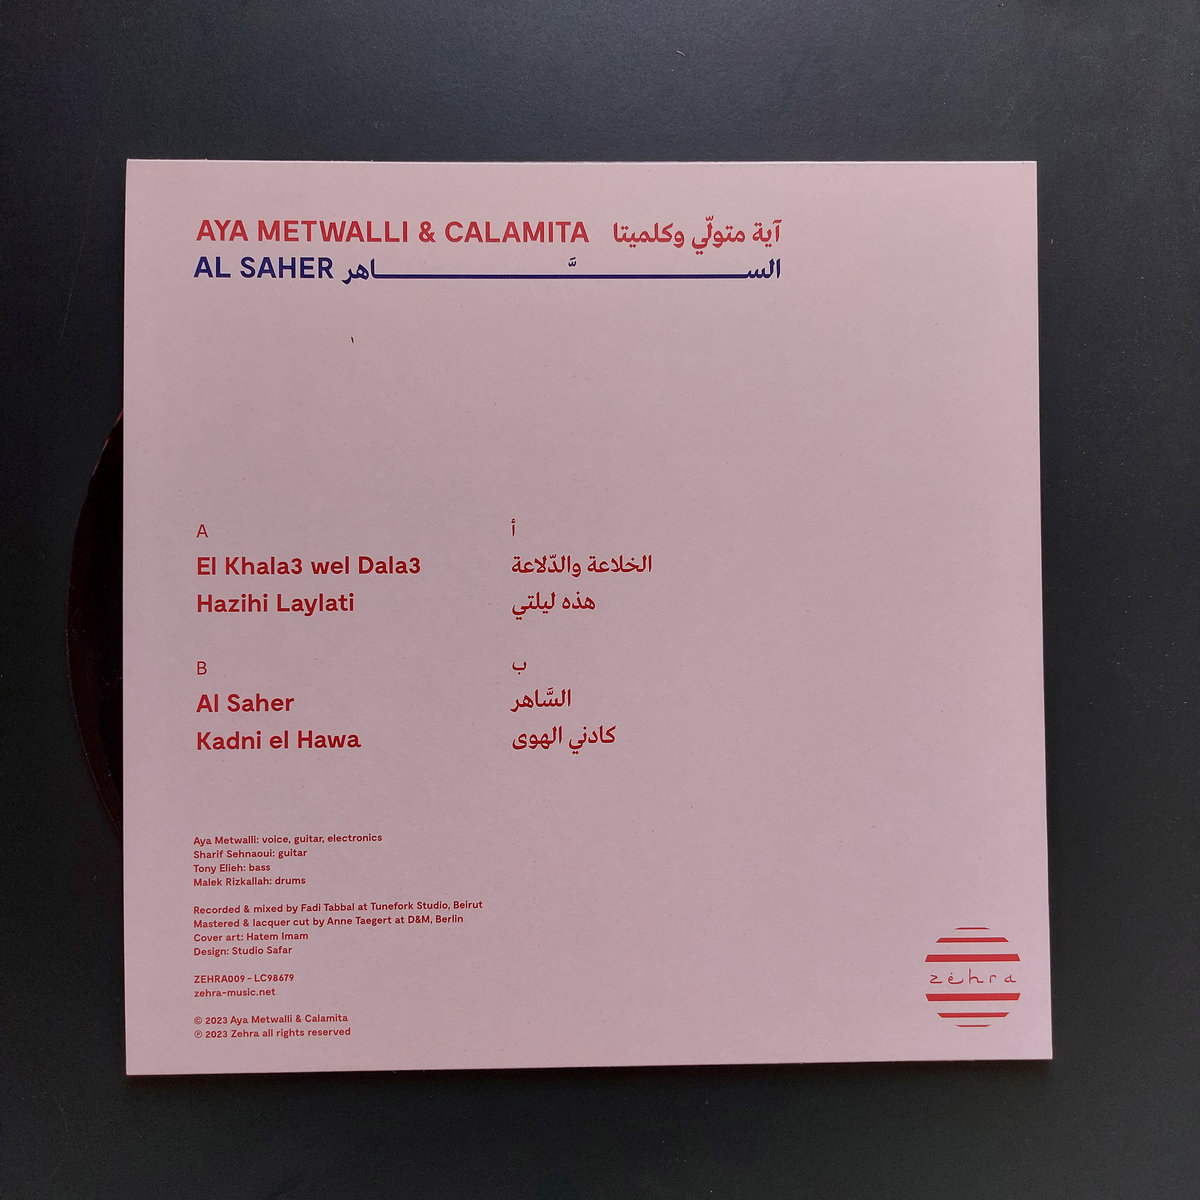 AYA METWALLI & CALAMITA آية متولّي وكلميتا
AL SAHER السـَّـاهر
A أ
El Khala3 wel Dala3 الخلاعة والدّلاعة
Hazihi Laylati هذه ليلتي
B ب
Al Saher السَّاهر
Kadni el Hawa كادني الهوى
Aya Metwalli: voice, guitar, electronics
Sharif Sehnaoui: guitar
Tony Elieh: bass
Malek Rizkallah: drums
Recorded & mixed by Fadi Tabbal at Tunefork Studio, Beirut
Mastered & lacquer cut by Anne Taegert at D&M, Berlin
Cover art: Hatem Imam
Design: Studio Safar
ZEHRA009 - LC98679
zehra-music.net
© 2023 Aya Metwalli & Calamita
℗ 2023 Zehra all rights reserved
zehra